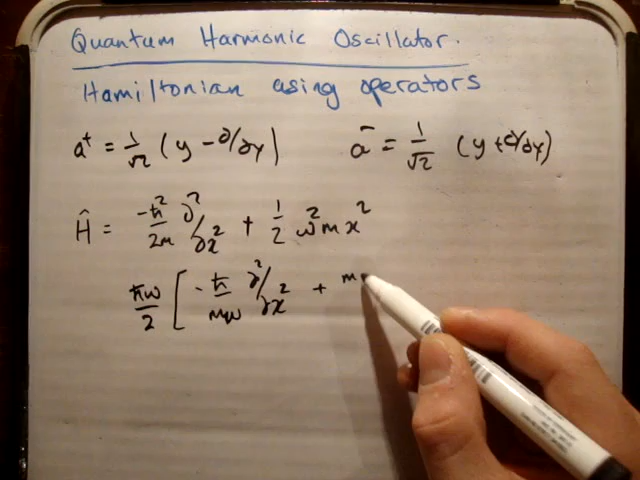 Quantum Harmonic Oscillator.
Hamiltonian using operators
a⁺ = 1/√2 (y - ∂/∂y)    a⁻ = 1/√2 (y + ∂/∂y)
Ĥ = -ħ²/2m ∂²/∂x² + 1/2 ω²mx²
ħω/2 [ - ħ/mω ∂²/∂x² + m